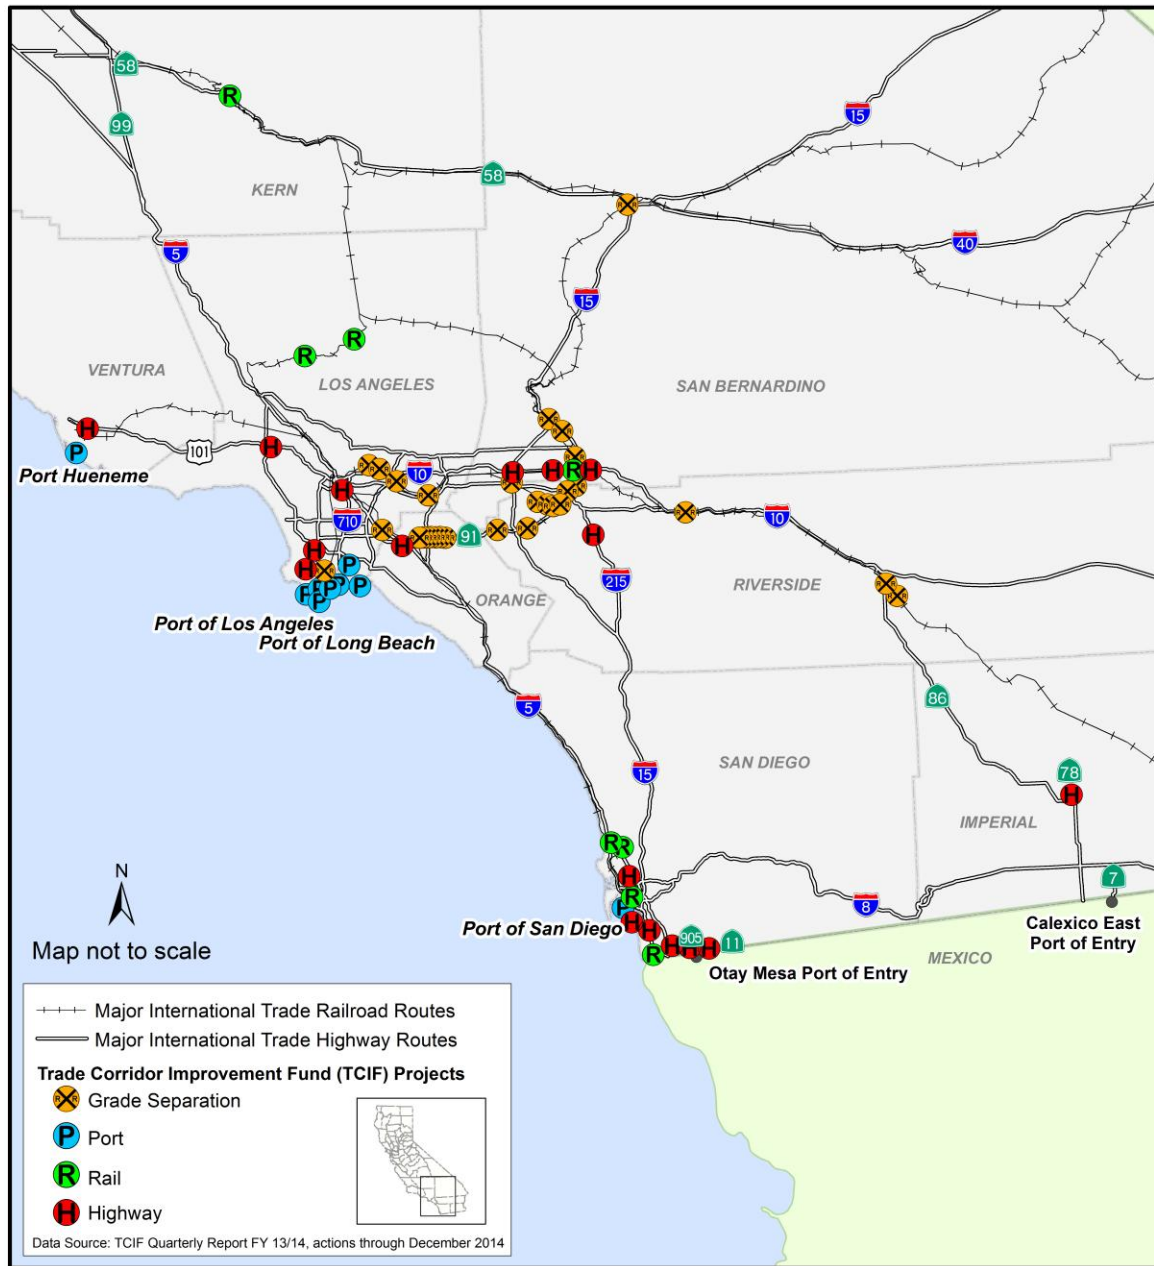 58
R
99
15
58
KERN
5
40
15
R
R
VENTURA
LOS ANGELES
SAN BERNARDINO
H
P
101
H
10
H
H
R
H
Port Hueneme
H
710
91
10
H
H
H
H
215
RIVERSIDE
P
P
P
P
P
P
P
ORANGE
Port of Los Angeles
Port of Long Beach
5
86
SAN DIEGO
15
78
H
IMPERIAL
R
R
H
R
P
8
7
N
Port of San Diego
H
H
905
11
Calexico East
Port of Entry
Map not to scale
R
H
H
H
Otay Mesa Port of Entry
MEXICO
Major International Trade Railroad Routes
Major International Trade Highway Routes
Trade Corridor Improvement Fund (TCIF) Projects
R R Grade Separation
P Port
R Rail
H Highway
Data Source: TCIF Quarterly Report FY 13/14, actions through December 2014